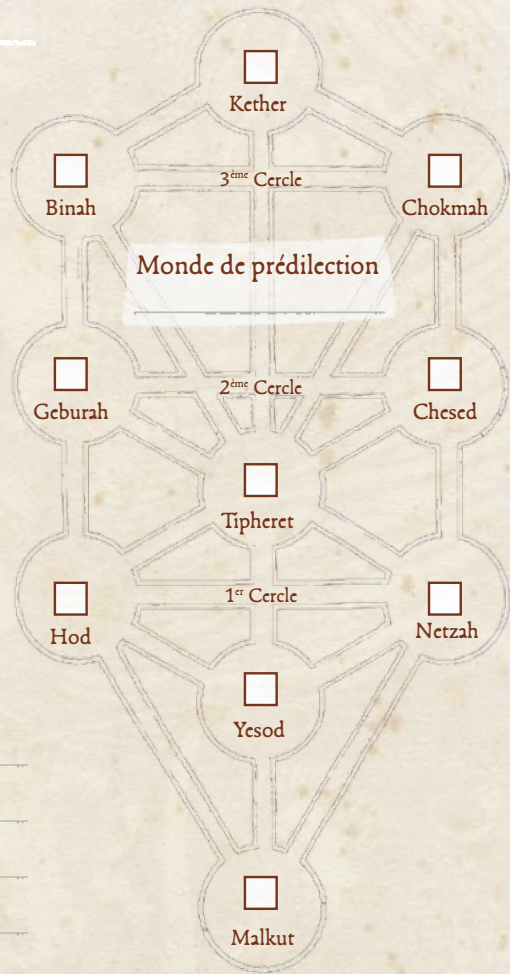 Kether
3ème Cercle
Binah
Chokmah
Monde de prédilection
2ème Cercle
Geburah
Chesed
Tipheret
1er Cercle
Hod
Netzah
Yesod
Malkut